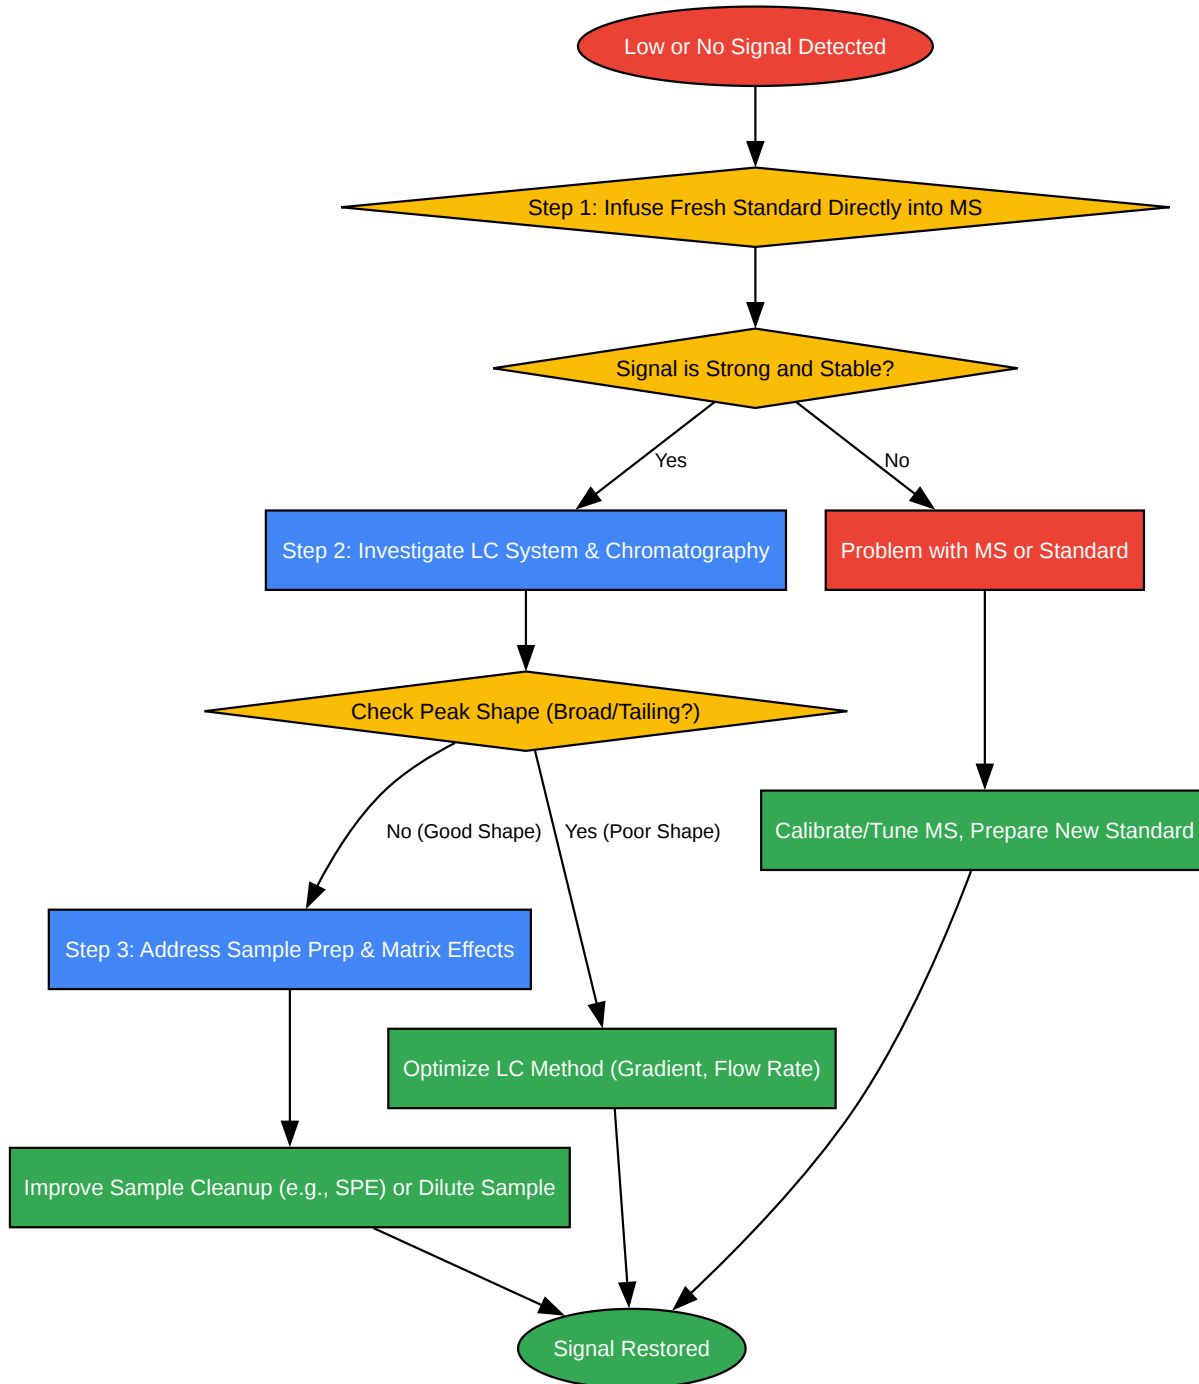 Low or No Signal Detected
Step 1: Infuse Fresh Standard Directly into MS
Signal is Strong and Stable?
Yes
No
Step 2: Investigate LC System & Chromatography
Problem with MS or Standard
Check Peak Shape (Broad/Tailing?)
No (Good Shape)
Yes (Poor Shape)
Calibrate/Tune MS, Prepare New Standard
Step 3: Address Sample Prep & Matrix Effects
Optimize LC Method (Gradient, Flow Rate)
Improve Sample Cleanup (e.g., SPE) or Dilute Sample
Signal Restored